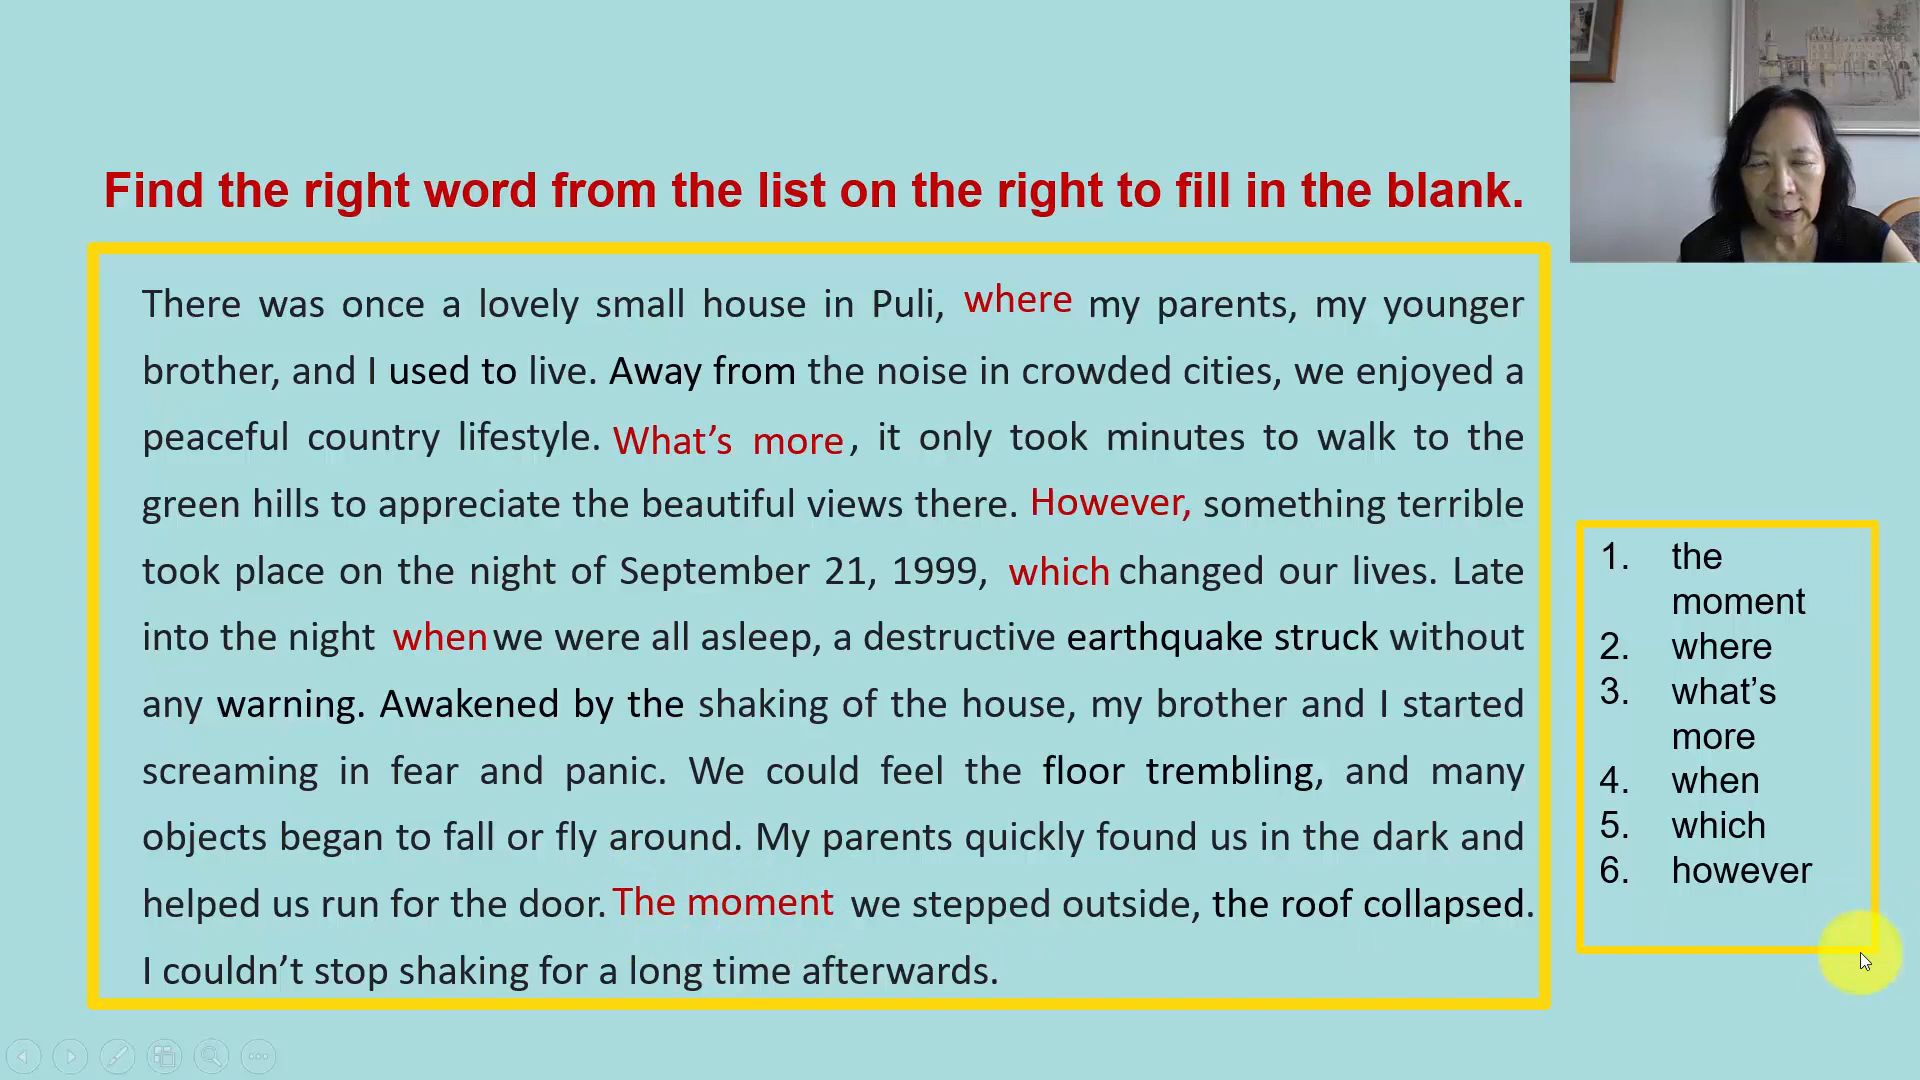 Find the right word from the list on the right to fill in the blank.
There was once a lovely small house in Puli, where my parents, my younger
brother, and I used to live. Away from the noise in crowded cities, we enjoyed a
peaceful country lifestyle. What’s more, it only took minutes to walk to the
green hills to appreciate the beautiful views there. However, something terrible
took place on the night of September 21, 1999, which changed our lives. Late
into the night when we were all asleep, a destructive earthquake struck without
any warning. Awakened by the shaking of the house, my brother and I started
screaming in fear and panic. We could feel the floor trembling, and many
objects began to fall or fly around. My parents quickly found us in the dark and
helped us run for the door. The moment we stepped outside, the roof collapsed.
I couldn’t stop shaking for a long time afterwards.
1. the
moment
2. where
3. what’s
more
4. when
5. which
6. however